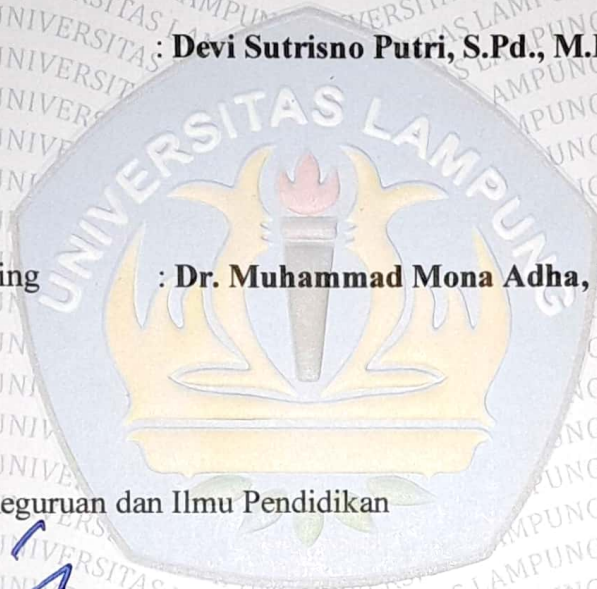 : Devi Sutrisno Putri, S.Pd., M.
UNIVERSITAS LAMPUNG
ing : Dr. Muhammad Mona Adha,
eguruan dan Ilmu Pendidikan